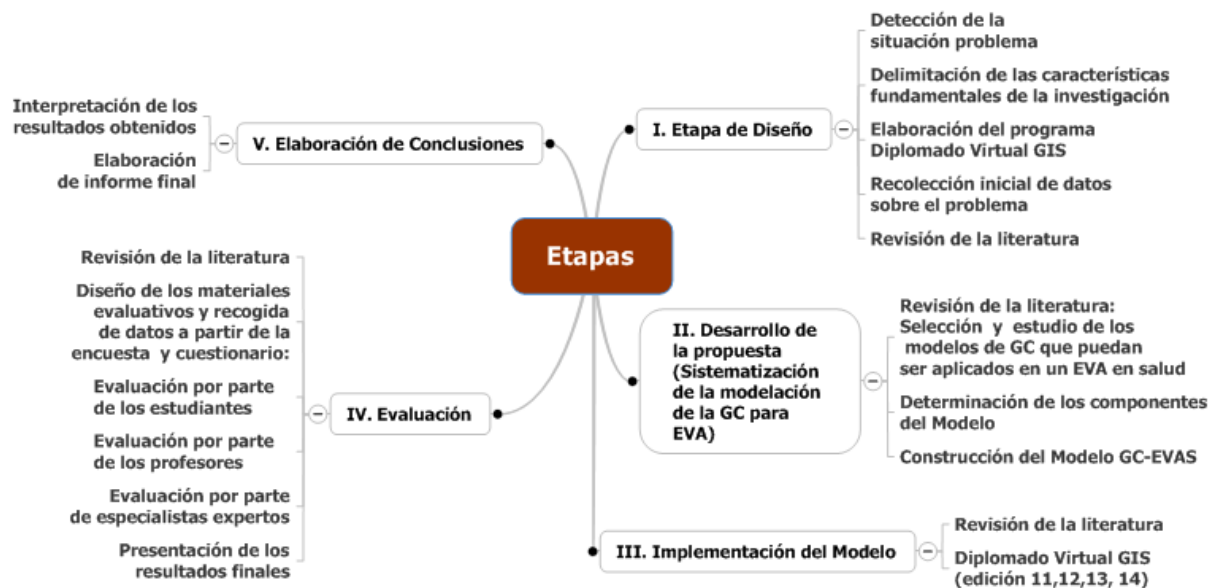 Etapas
I. Etapa de Diseño
Detección de la
situación problema
Delimitación de las características
fundamentales de la investigación
Elaboración del programa
Diplomado Virtual GIS
Recolección inicial de datos
sobre el problema
Revisión de la literatura
II. Desarrollo de
la propuesta
(Sistematización
de la modelación
de la GC para
EVA)
Revisión de la literatura:
Selección y estudio de los
modelos de GC que puedan
ser aplicados en un EVA en salud
Determinación de los componentes
del Modelo
Construcción del Modelo GC-EVAS
III. Implementación del Modelo
Revisión de la literatura
Diplomado Virtual GIS
(edición 11,12,13, 14)
IV. Evaluación
Revisión de la literatura
Diseño de los materiales
evaluativos y recogida
de datos a partir de la
encuesta y cuestionario:
Evaluación por parte
de los estudiantes
Evaluación por parte
de los profesores
Evaluación por parte
de especialistas expertos
Presentación de los
resultados finales
V. Elaboración de Conclusiones
Interpretación de los
resultados obtenidos
Elaboración
de informe final